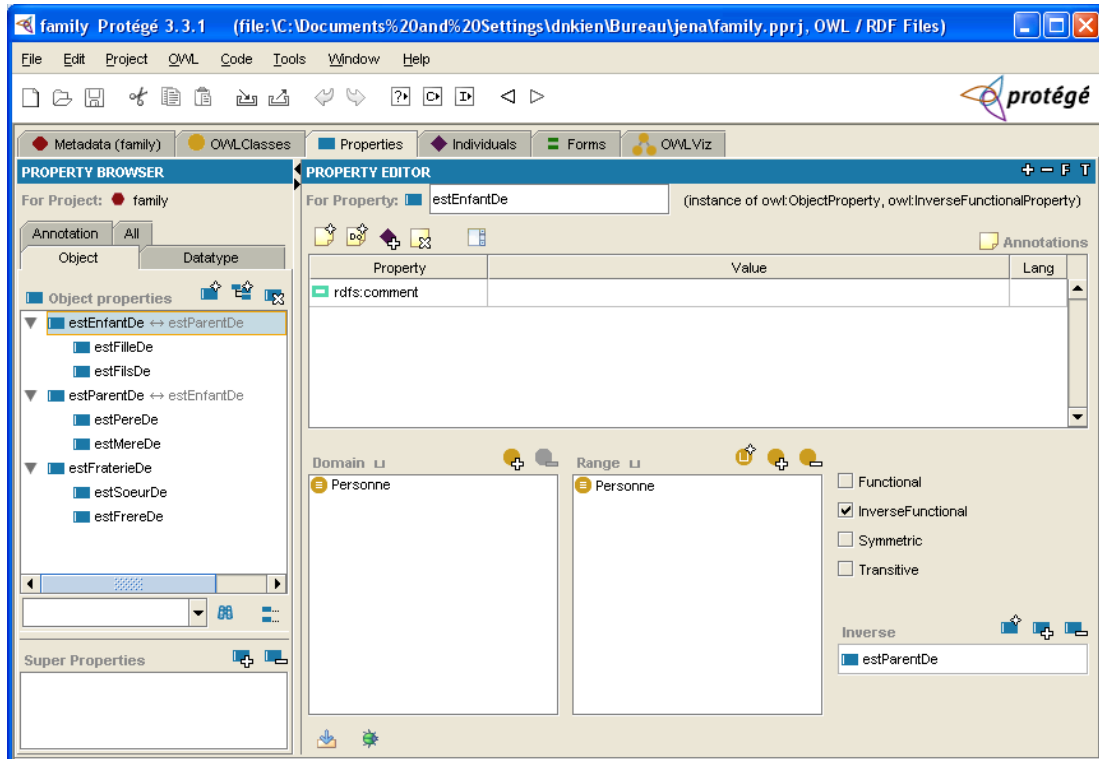 family Protégé 3.3.1 (file:\C:\Documents%20and%20Settings\dnkien\Bureau\jena\family.pprj, OWL / RDF Files)
File Edit Project OWL Code Tools Window Help
protégé
Metadata (family) OWLClasses Properties Individuals Forms OWLViz
PROPERTY BROWSER
For Project: family
Annotation All
Object Datatype
Object properties
estEnfantDe ↔ estParentDe
estFilleDe
estFilsDe
estParentDe ↔ estEnfantDe
estPereDe
estMereDe
estFraterieDe
estSoeurDe
estFrereDe
Super Properties
PROPERTY EDITOR
F T
For Property: estEnfantDe (instance of owl:ObjectProperty, owl:InverseFunctionalProperty)
Annotations
Property Value Lang
rdfs:comment
Domain ⊔
Personne
Range ⊔
Personne
Functional
InverseFunctional
Symmetric
Transitive
Inverse
estParentDe